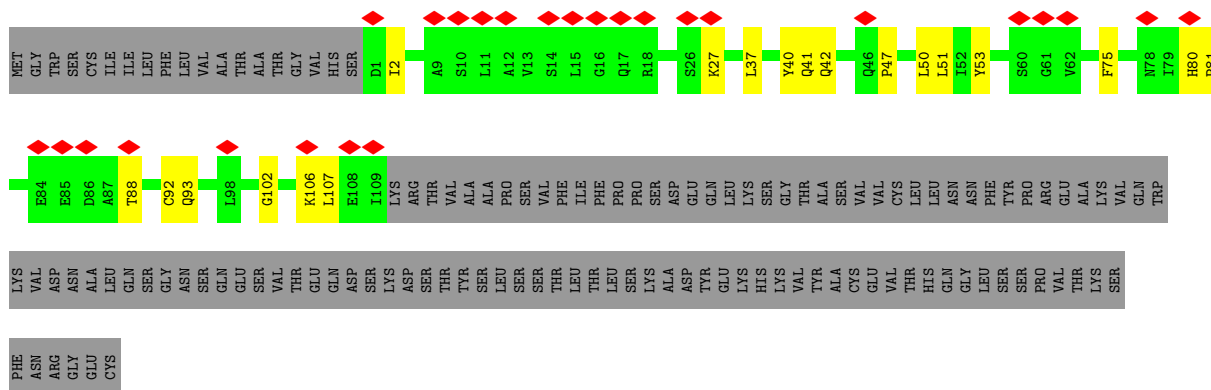 MET GLY TRP SER CYS ILE ILE LEU PHE LEU VAL ALA THR ALA THR GLY VAL HIS SER D1 I2 A9 S10 L11 A12 V13 S14 L15 G16 Q17 R18 S26 K27 L37 Y40 Q41 Q42 Q46 P47 L50 L51 I52 Y53 S60 G61 V62 F75 N78 I79 H80 P81
E84 E85 D86 A87 T88 C92 Q93 L98 G102 K106 L107 E108 I109 LYS ARG THR VAL ALA ALA PRO SER VAL PHE ILE PHE PRO PRO SER ASP GLU GLN LEU LYS SER GLY THR ALA SER VAL VAL CYS LEU LEU ASN ASN PHE TYR PRO ARG GLU ALA LYS VAL GLN TRP
LYS VAL ASP ASN ALA LEU GLN SER GLY ASN SER GLN GLU SER VAL THR GLU GLN ASP SER LYS ASP SER THR TYR SER LEU SER SER THR LEU THR LEU SER LYS ALA ASP TYR GLU LYS HIS LYS VAL TYR ALA CYS GLU VAL THR HIS GLN GLY LEU SER SER PRO VAL THR LYS SER
PHE ASN ARG GLY GLU CYS